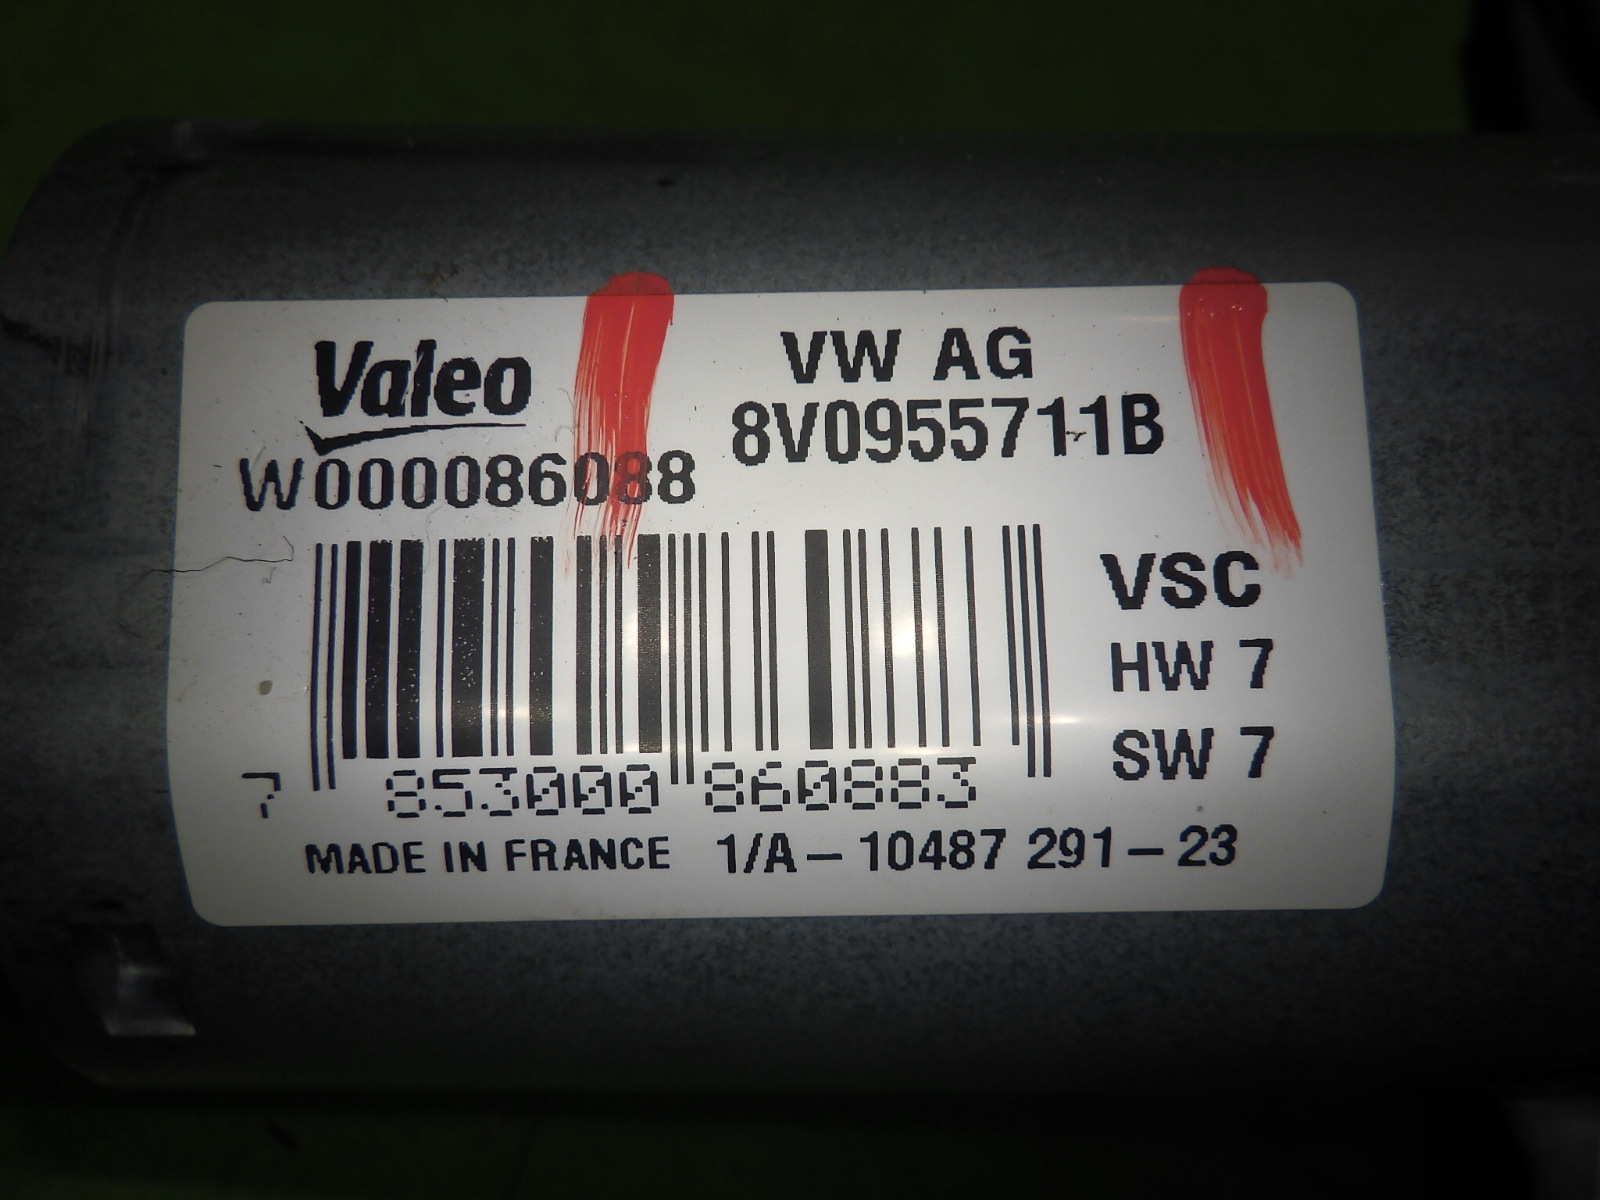 Valeo
W000086088
VW AG
8V0955711B
VSC
HW 7
SW 7
7 853000 860883
MADE IN FRANCE 1/A – 10487 291 – 23